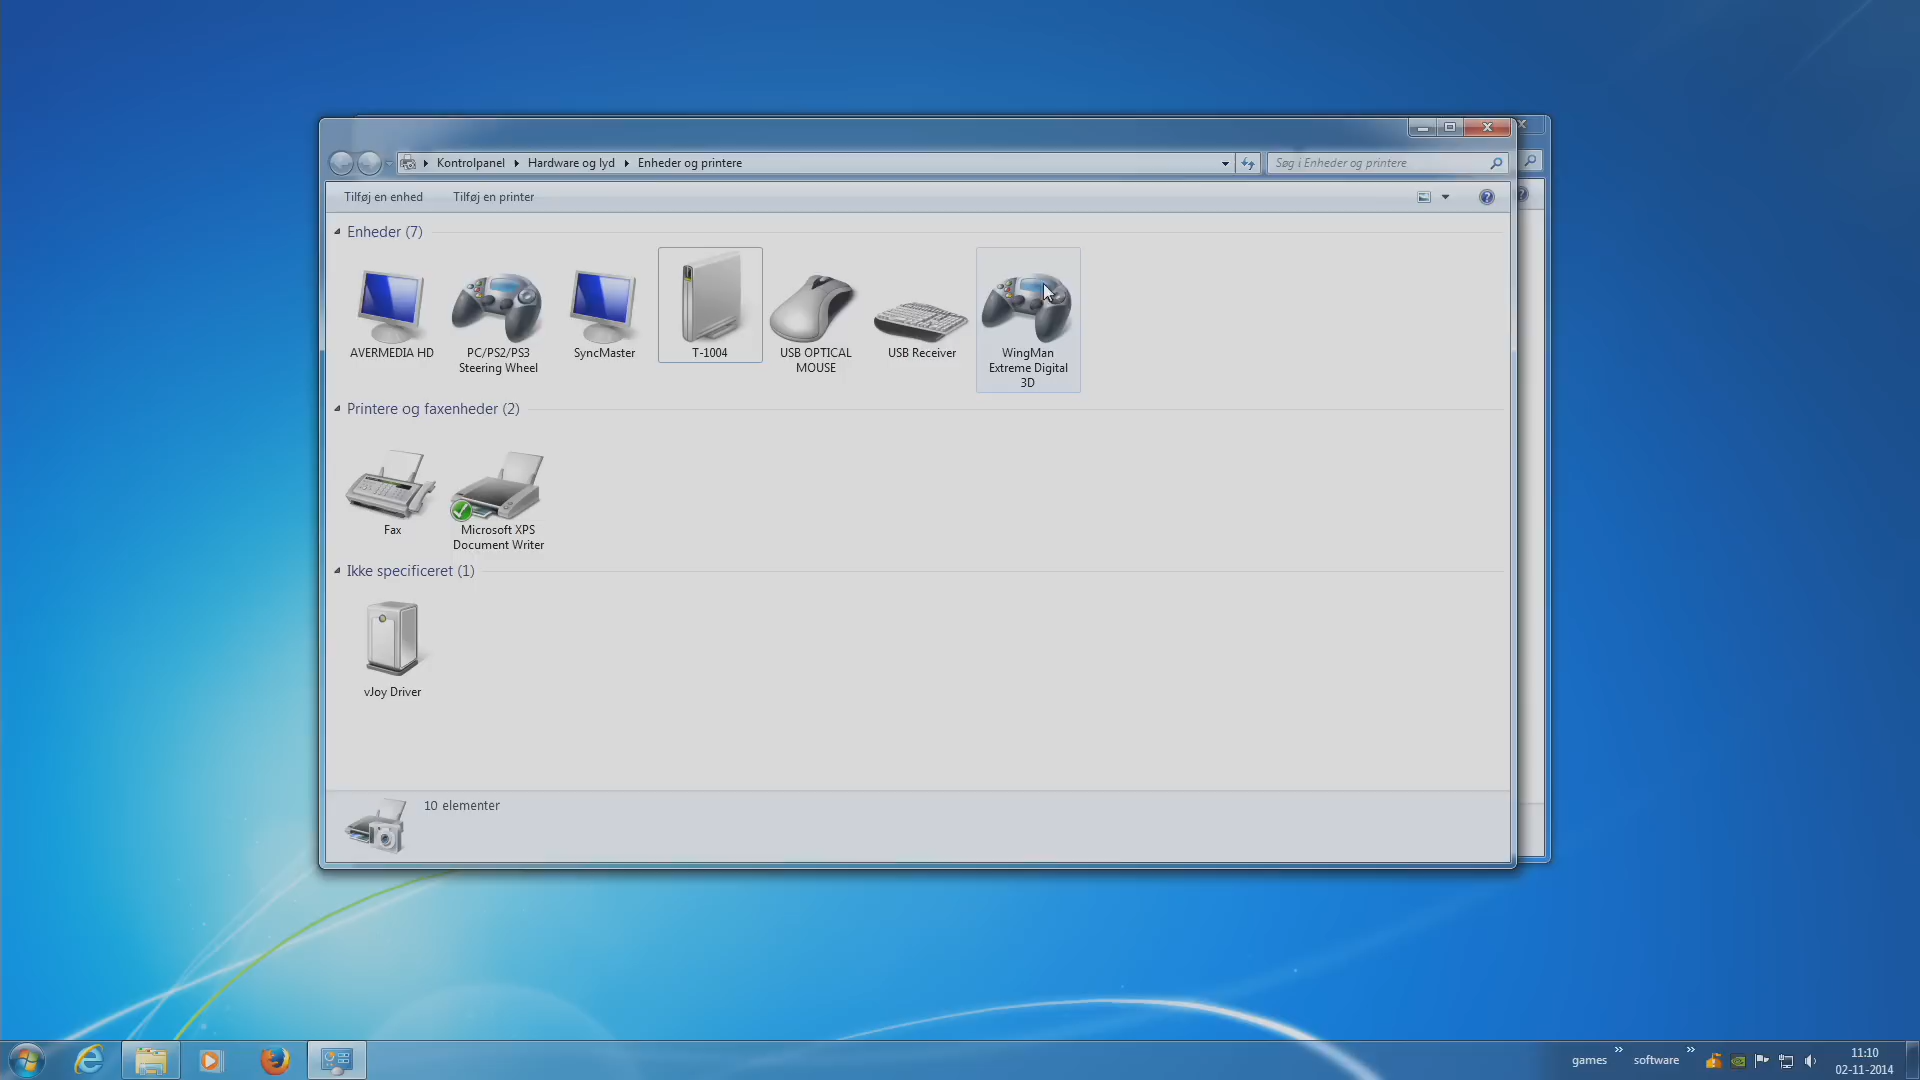 Kontrolpanel Hardware og lyd Enheder og printere Søg i Enheder og printere
Tilføj en enhed Tilføj en printer
Enheder (7)
AVERMEDIA HD
PC/PS2/PS3
Steering Wheel
SyncMaster
T-1004
USB OPTICAL
MOUSE
USB Receiver
WingMan
Extreme Digital
3D
Printere og faxenheder (2)
Fax
Microsoft XPS
Document Writer
Ikke specificeret (1)
vJoy Driver
10 elementer
games » software »
11:10
02-11-2014